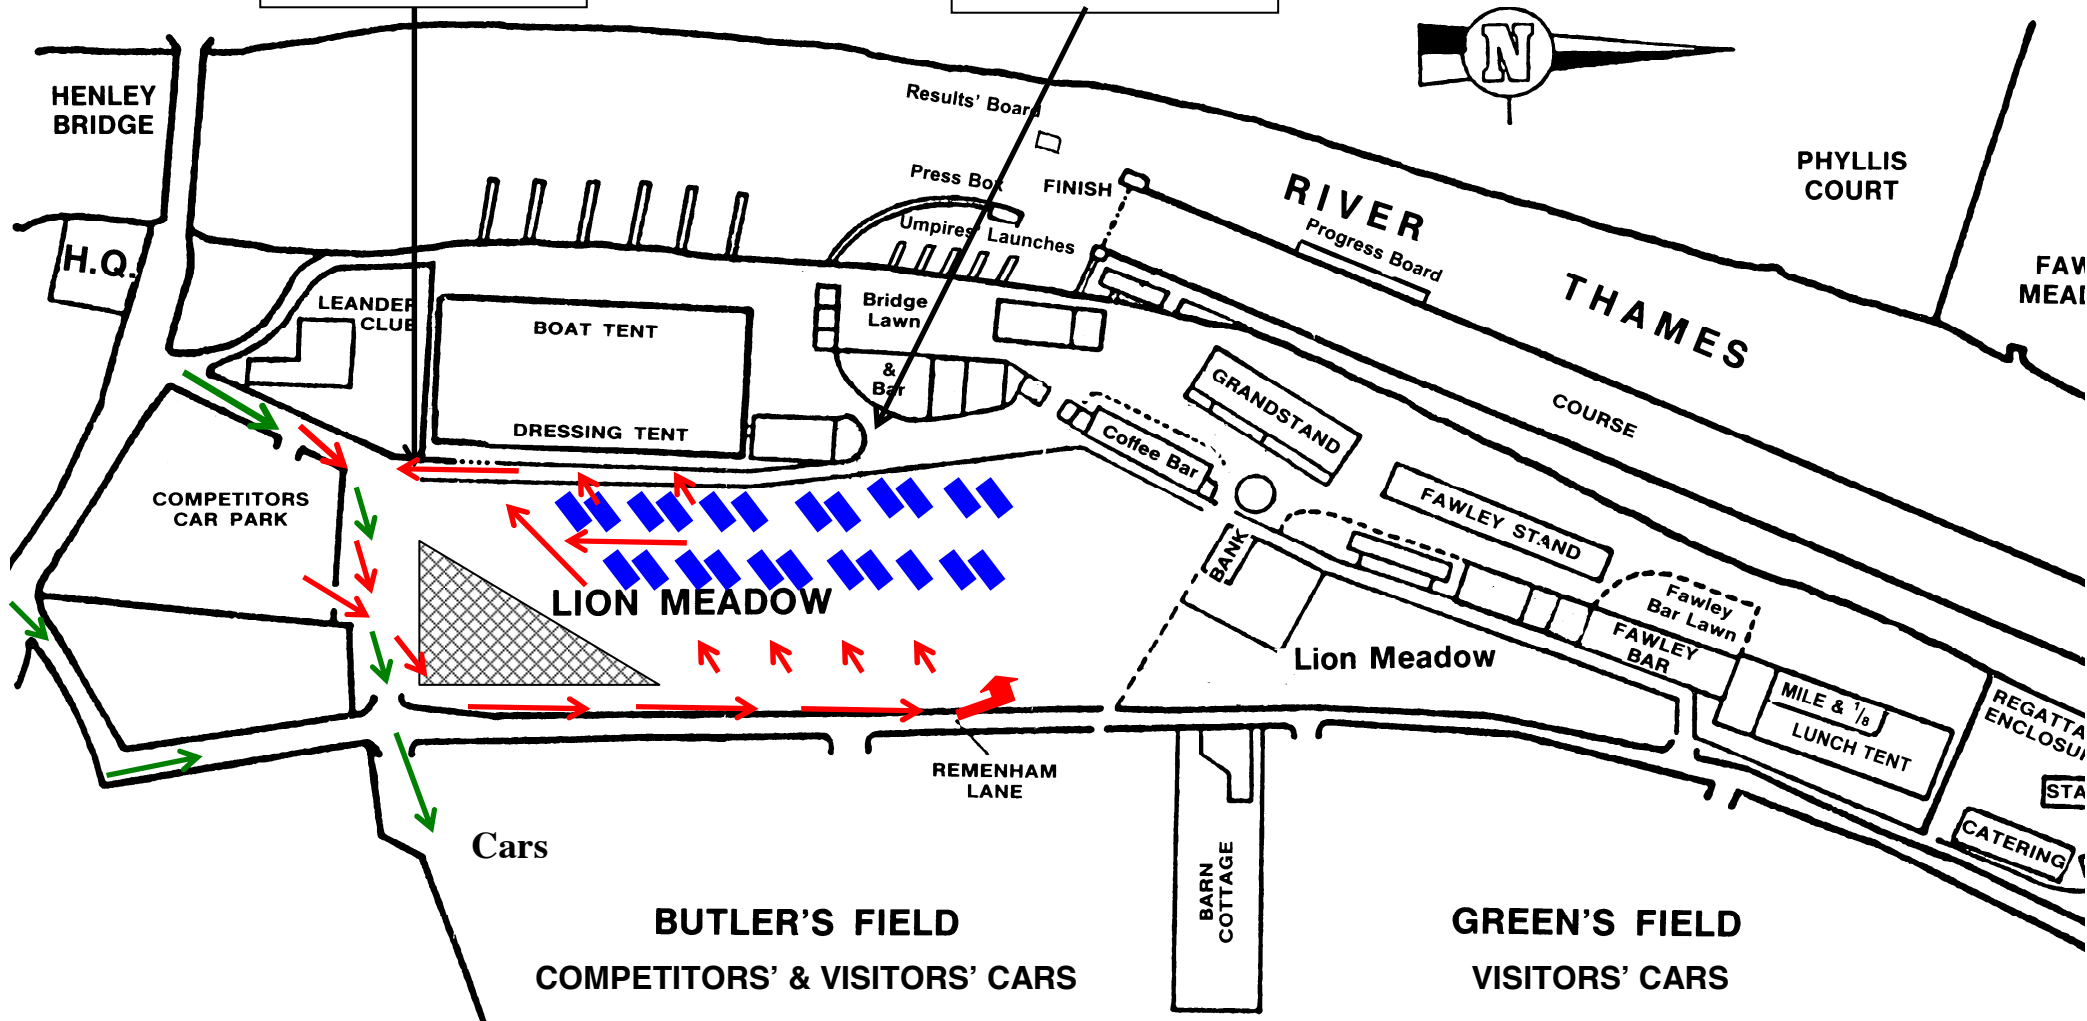 N
HENLEY
BRIDGE
Results' Board
PHYLLIS
COURT
Press Box
FINISH
RIVER
THAMES
Umpires' Launches
Progress Board
H.Q.
FAW
MEAD
LEANDER
CLUB
BOAT TENT
Bridge
Lawn
&
Bar
GRANDSTAND
COURSE
DRESSING TENT
Coffee Bar
COMPETITORS
CAR PARK
FAWLEY STAND
BANK
LION MEADOW
Fawley
Bar Lawn
FAWLEY
BAR
Lion Meadow
MILE & 1/8
LUNCH TENT
REGATTA
ENCLOSU
REMENHAM
LANE
STA
CATERING
Cars
BARN
COTTAGE
BUTLER'S FIELD
COMPETITORS' & VISITORS' CARS
GREEN'S FIELD
VISITORS' CARS